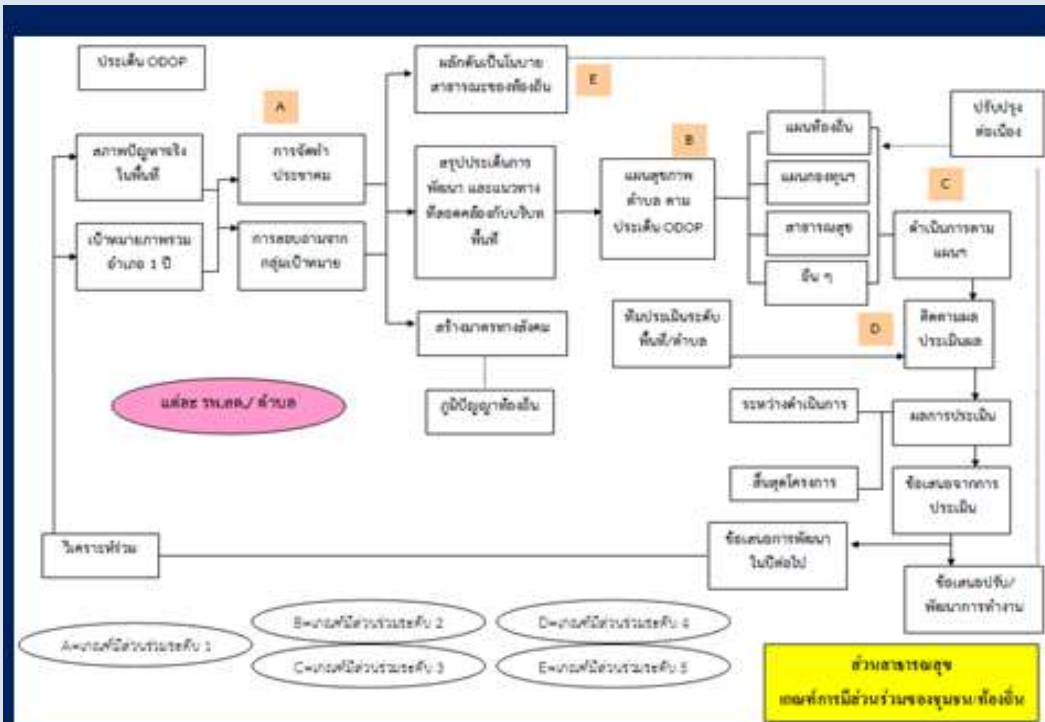 ประเด็น ODOP
ผลักดันเป็นนโยบาย
สาธารณะของท้องถิ่น
E
A
ปรับปรุง
ต่อเนื่อง
แผนท้องถิ่น
สภาพปัญหาจริง
ในพื้นที่
การจัดทำ
ประชาคม
สรุปประเด็นการ
พัฒนา และแนวทาง
ที่สอดคล้องกับบริบท
พื้นที่
B
แผนสุขภาพ
ตำบล ตาม
ประเด็น ODOP
แผนกองทุนฯ
C
เป้าหมายภาพรวม
อำเภอ 1 ปี
การสอบถามจาก
กลุ่มเป้าหมาย
สาธารณสุข
ดำเนินการตาม
แผนฯ
อื่น ๆ
สร้างมาตรทางสังคม
ทีมประเมินระดับ
พื้นที่/ตำบล
D
ติดตามผล
ประเมินผล
แต่ละ รพ.สต./ ตำบล
ภูมิปัญญาท้องถิ่น
ระหว่างดำเนินการ
ผลการประเมิน
สิ้นสุดโครงการ
ข้อเสนอจากการ
ประเมิน
วิเคราะห์ร่วม
ข้อเสนอการพัฒนา
ในปีต่อไป
ข้อเสนอปรับ/
พัฒนาการทำงาน
A=เกณฑ์มีส่วนร่วมระดับ 1
B=เกณฑ์มีส่วนร่วมระดับ 2
C=เกณฑ์มีส่วนร่วมระดับ 3
D=เกณฑ์มีส่วนร่วมระดับ 4
E=เกณฑ์มีส่วนร่วมระดับ 5
ส่วนสาธารณสุข
เกณฑ์การมีส่วนร่วมของชุมชน/ท้องถิ่น